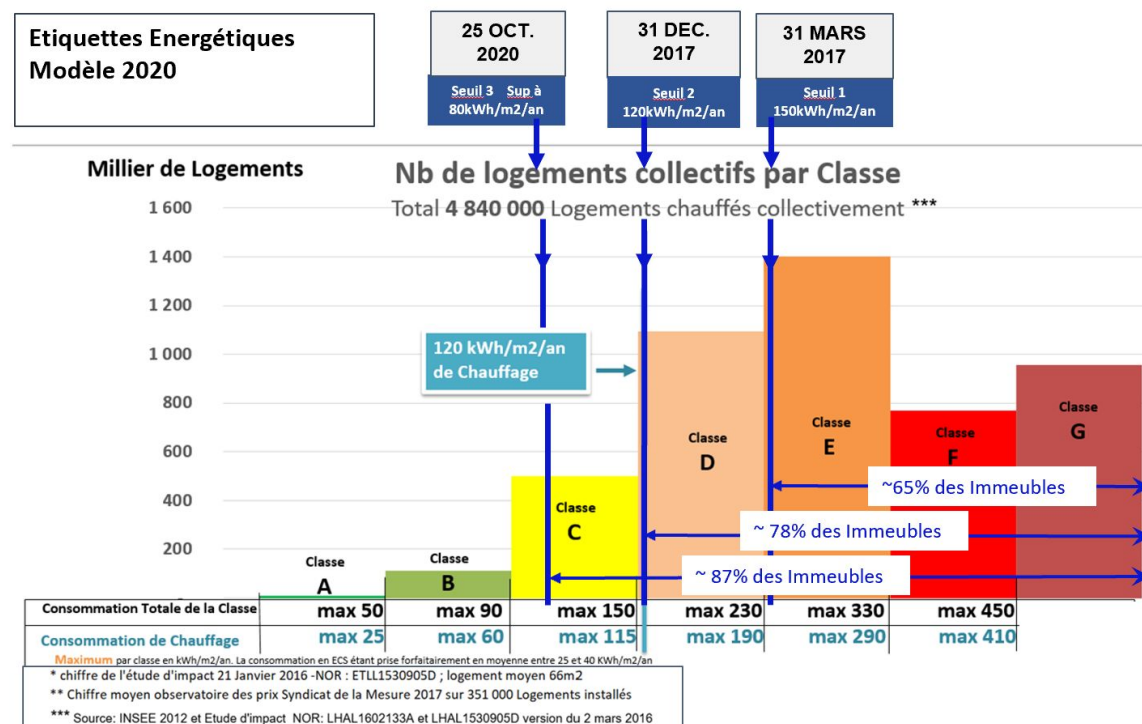 Etiquettes Energétiques
Modèle 2020
25 OCT.
2020
Seuil 3 Sup à
80kWh/m2/an
31 DEC.
2017
Seuil 2
120kWh/m2/an
31 MARS
2017
Seuil 1
150kWh/m2/an
Millier de Logements
Nb de logements collectifs par Classe
Total 4 840 000 Logements chauffés collectivement ***
1 600
1 400
1 200
1 000
800
600
400
200
120 kWh/m2/an
de Chauffage
Classe
A
Classe
B
Classe
C
Classe
D
Classe
E
Classe
F
Classe
G
~65% des Immeubles
~ 78% des Immeubles
~ 87% des Immeubles
Consommation Totale de la Classe max 50 max 90 max 150 max 230 max 330 max 450
Consommation de Chauffage max 25 max 60 max 115 max 190 max 290 max 410
Maximum par classe en kWh/m2/an. La consommation en ECS étant prise forfaitairement en moyenne entre 25 et 40 KWh/m2/an
* chiffre de l'étude d'impact 21 Janvier 2016 -NOR : ETLL1530905D ; logement moyen 66m2
** Chiffre moyen observatoire des prix Syndicat de la Mesure 2017 sur 351 000 Logements installés
*** Source: INSEE 2012 et Etude d'impact NOR: LHAL1602133A et LHAL1530905D version du 2 mars 2016